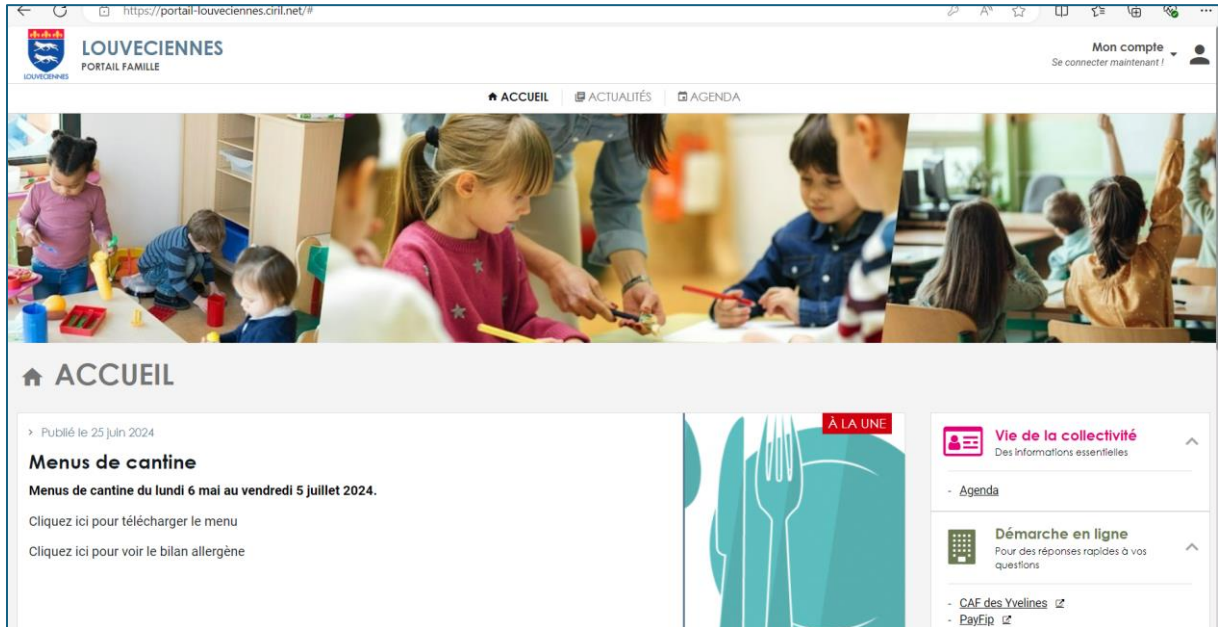 https://portail-louveciennes.ciril.net/#
LOUVECIENNES
LOUVECIENNES
PORTAIL FAMILLE
Mon compte
Se connecter maintenant !
ACCUEIL
ACTUALITÉS
AGENDA
ACCUEIL
> Publié le 25 juin 2024
À LA UNE
Menus de cantine
Menus de cantine du lundi 6 mai au vendredi 5 juillet 2024.
Cliquez ici pour télécharger le menu
Cliquez ici pour voir le bilan allergène
Vie de la collectivité
Des informations essentielles
- Agenda
Démarche en ligne
Pour des réponses rapides à vos
questions
- CAF des Yvelines
- PayFip